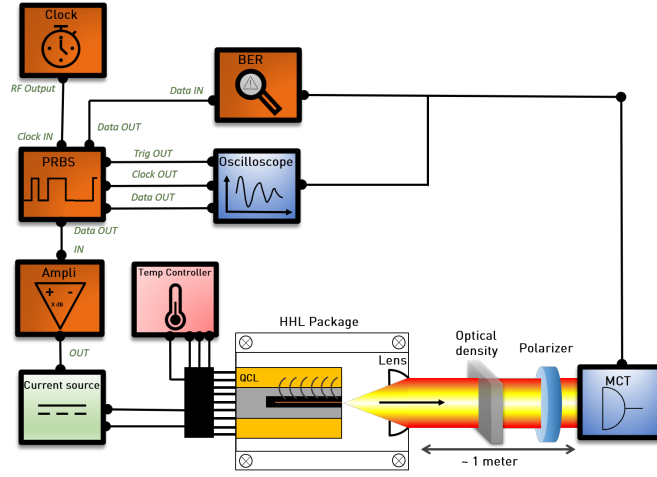 Clock
RF Output
Clock IN
Data OUT
Data IN
BER
PRBS
Trig OUT
Clock OUT
Data OUT
Oscilloscope
Data OUT
IN
Ampli
+ -
X dB
OUT
Current source
Temp Controller
HHL Package
QCL
Lens
Optical
density
Polarizer
MCT
~ 1 meter